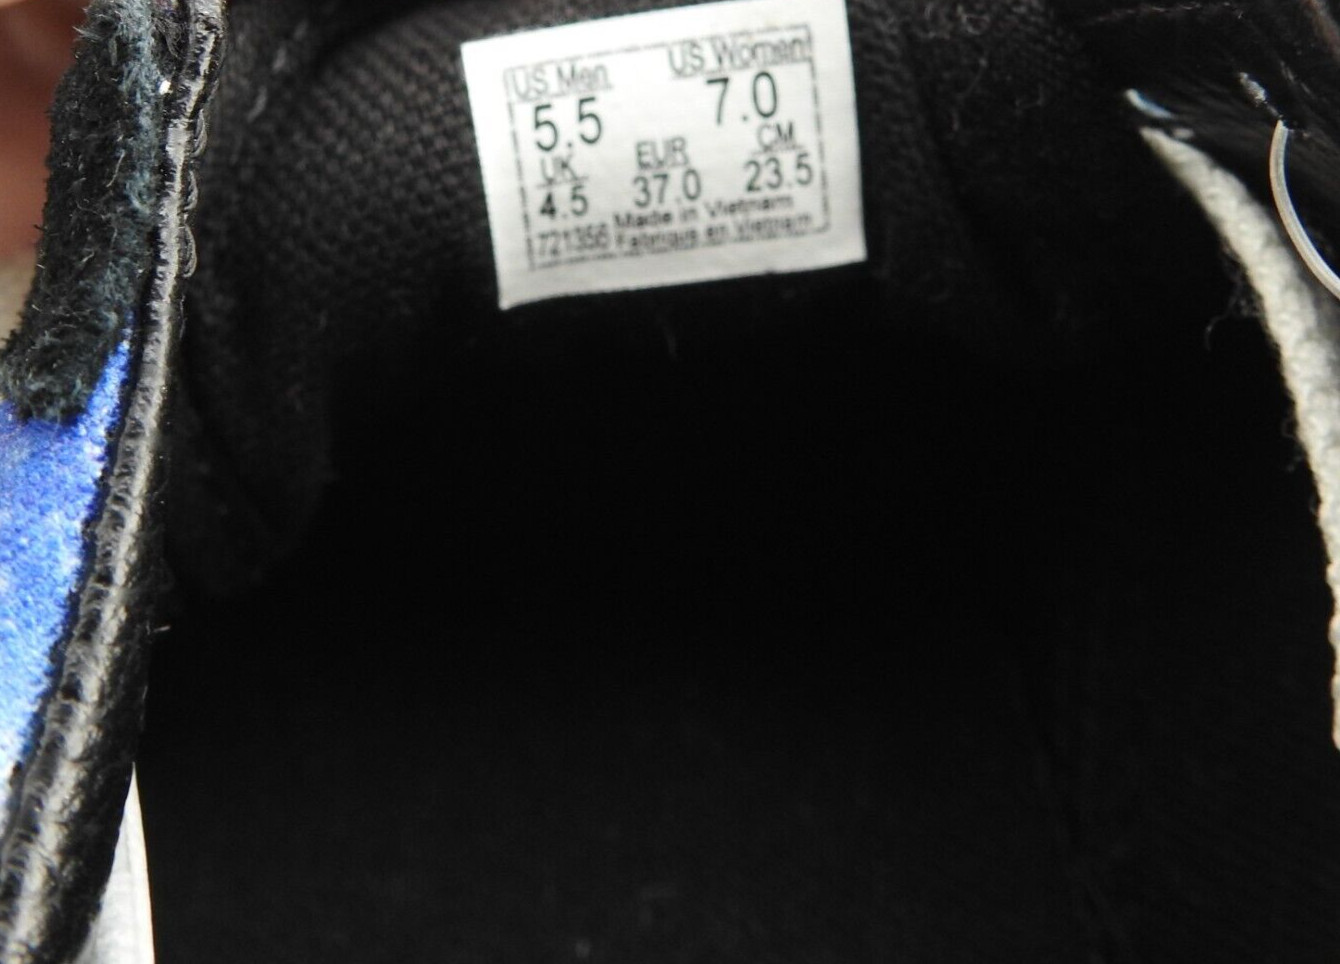 US Men US Women
5.5 7.0
UK EUR CM
4.5 37.0 23.5
721356 Made in Vietnam
Fabriqué en Vietnam